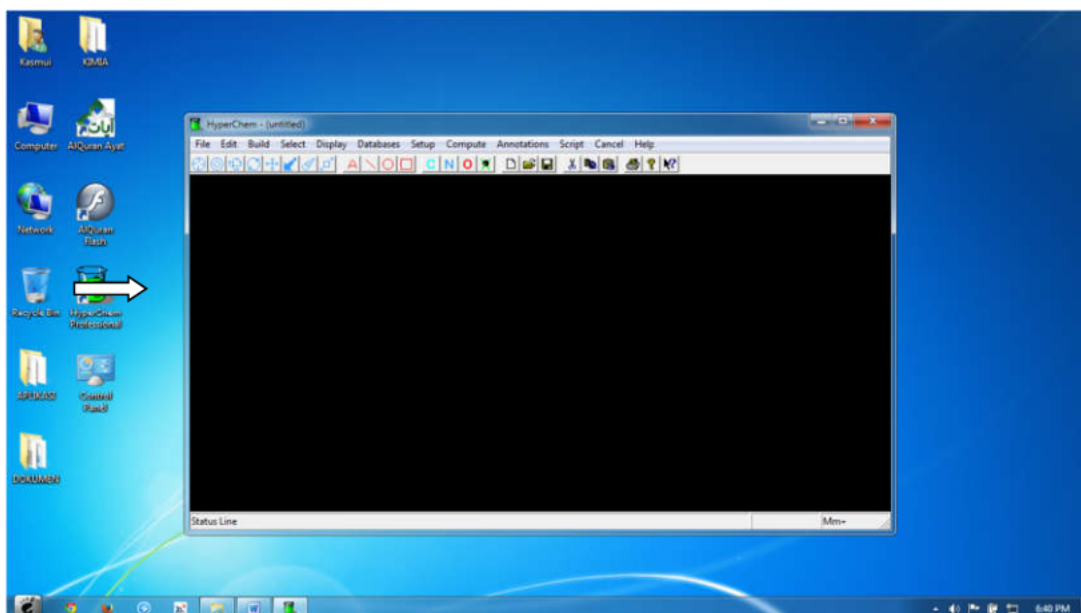 Kasmui
KIMIA
Computer
AlQuran Ayat
Network
AlQuran
Flash
Recycle Bin
HyperChem
Professional
APLIKASI
Control
Panel
DOKUMEN
HyperChem - (untitled)
File Edit Build Select Display Databases Setup Compute Annotations Script Cancel Help
A C N O
Status Line
Mm+
6:40 PM